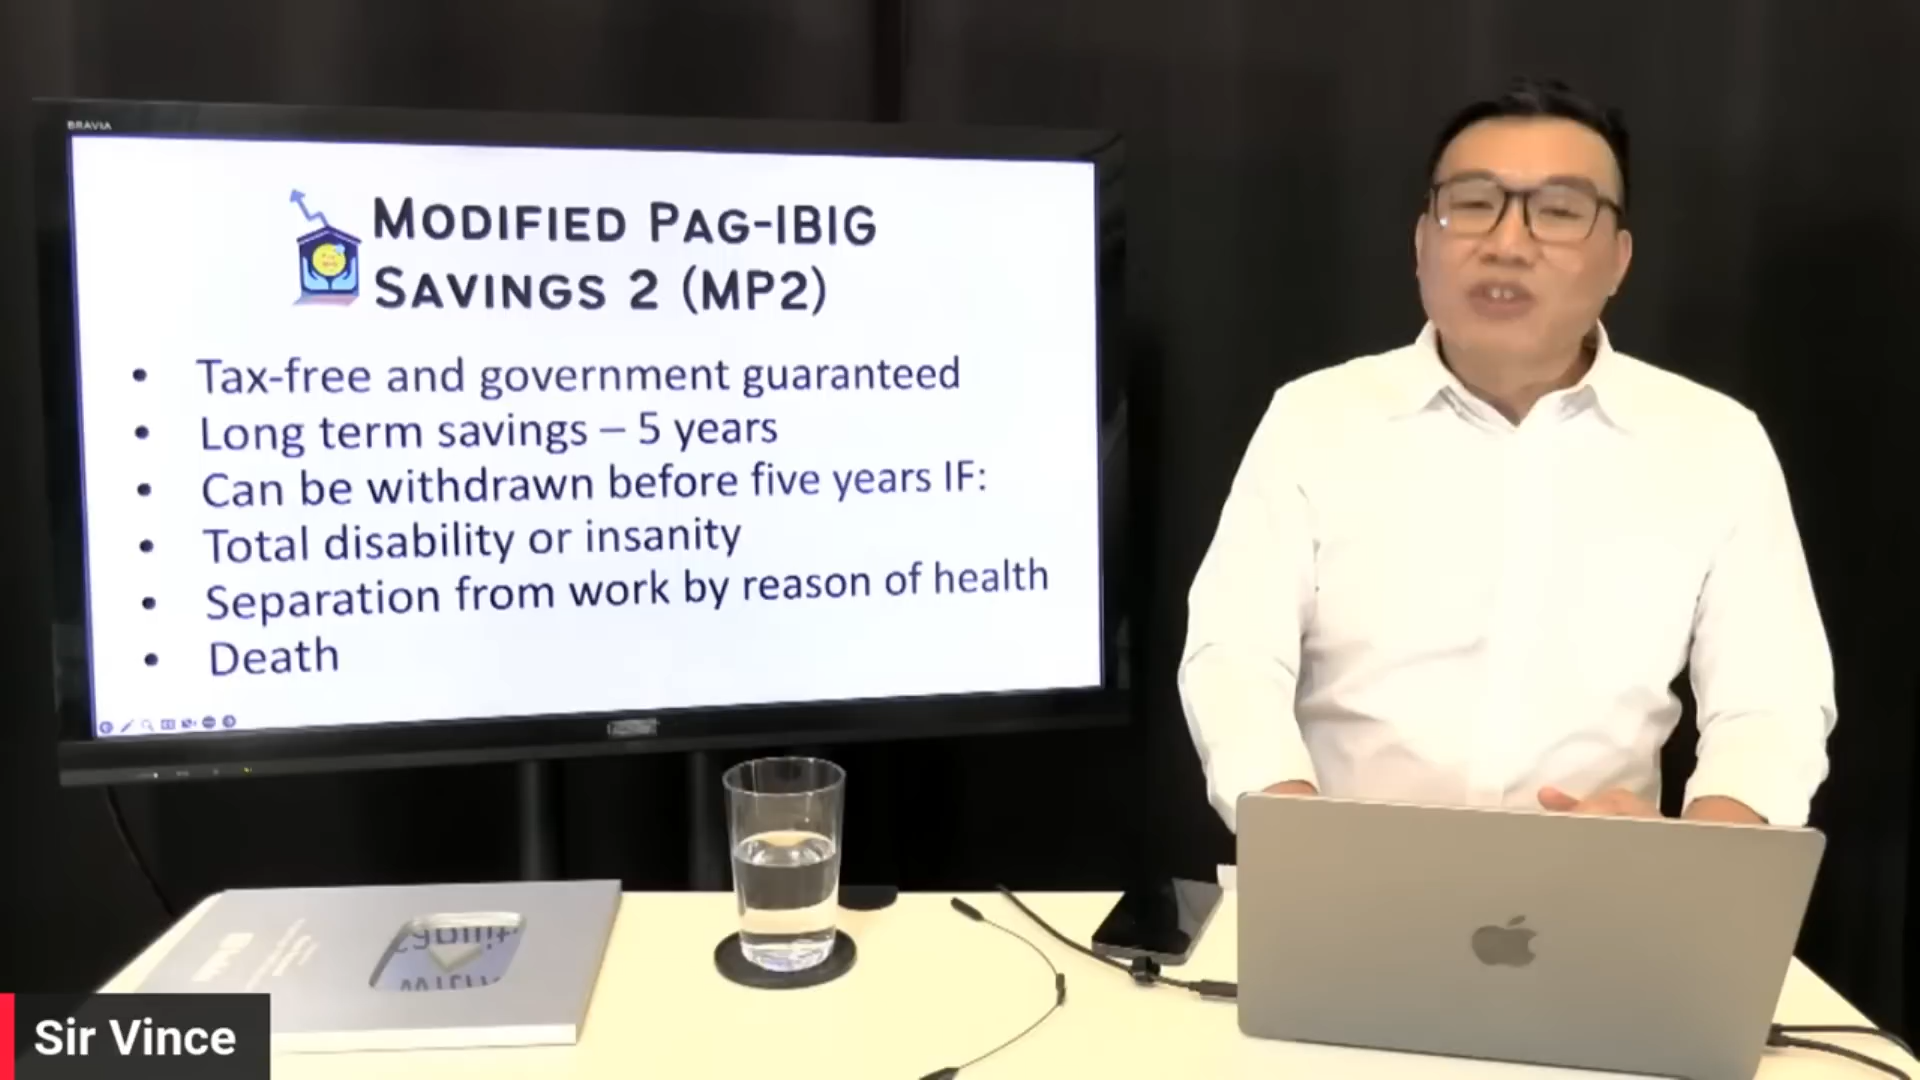 BRAVIA
MODIFIED PAG-IBIG
SAVINGS 2 (MP2)
• Tax-free and government guaranteed
• Long term savings – 5 years
• Can be withdrawn before five years IF:
• Total disability or insanity
• Separation from work by reason of health
• Death
Sir Vince